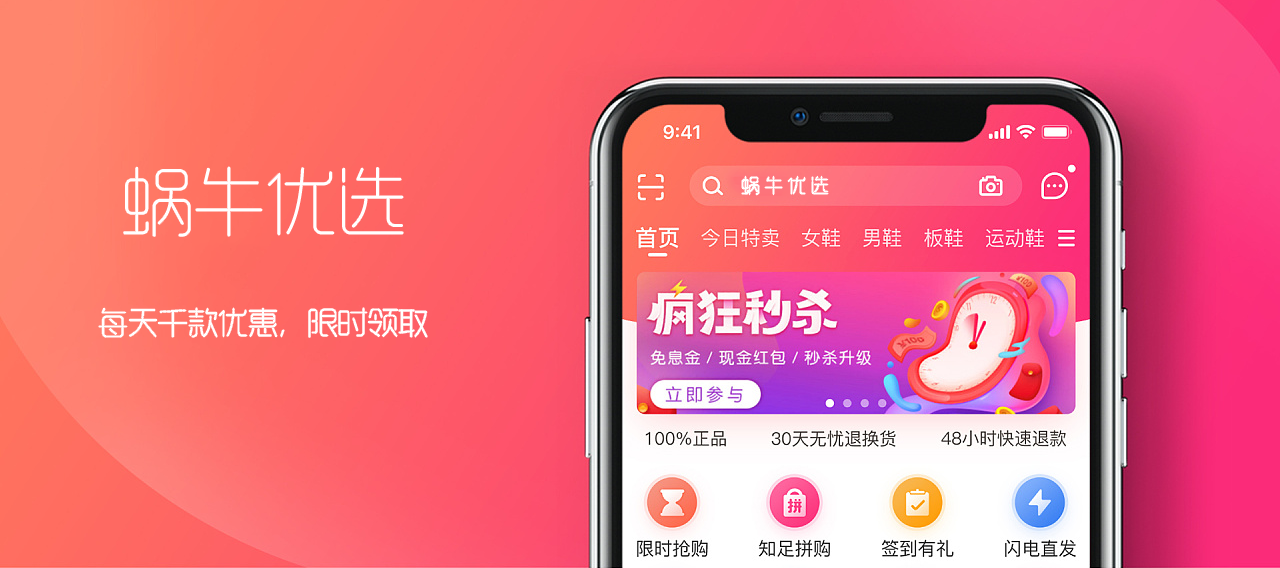 蜗牛优选
每天千款优惠，限时领取
9:41
蜗牛优选
首页 今日特卖 女鞋 男鞋 板鞋 运动鞋
疯狂秒杀
¥100
¥100
免息金 / 现金红包 / 秒杀升级
立即参与
100%正品 30天无忧退换货 48小时快速退款
拼
限时抢购 知足拼购 签到有礼 闪电直发